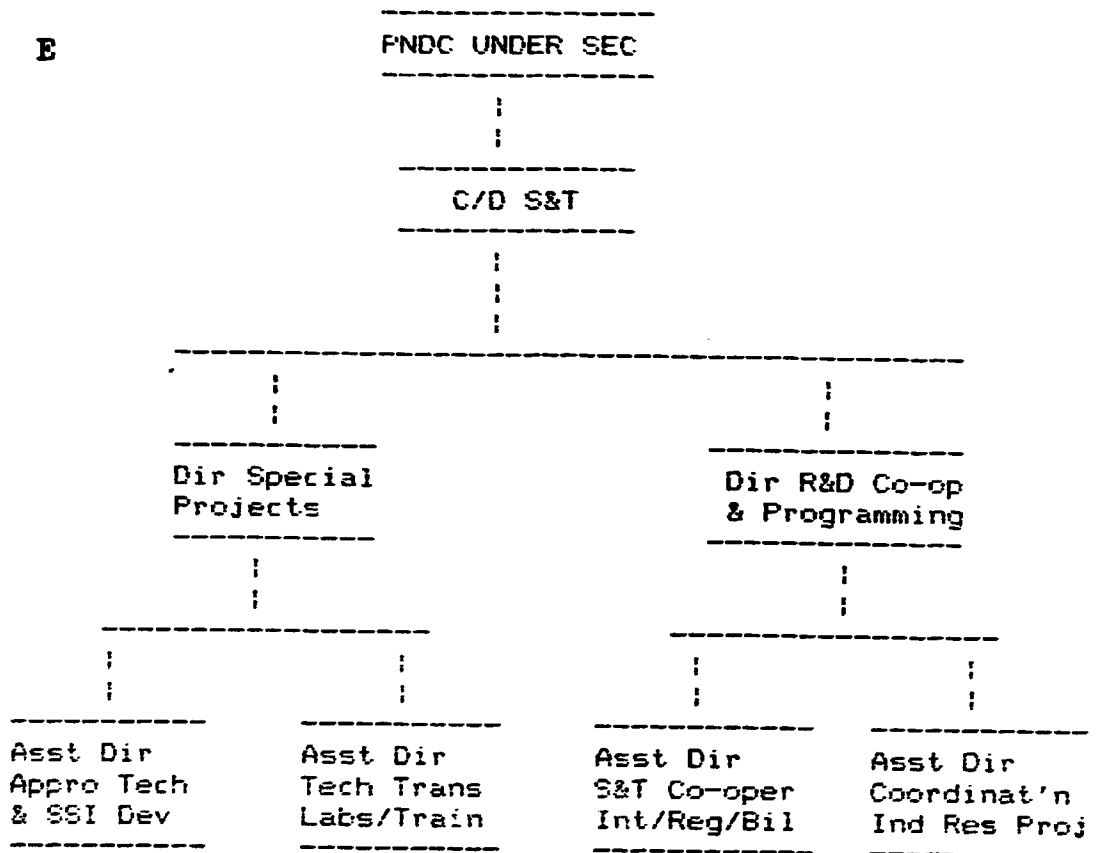 E
PNDC UNDER SEC
C/D S&T
Dir Special
Projects
Dir R&D Co-op
& Programming
Asst Dir
Appro Tech
& SSI Dev
Asst Dir
Tech Trans
Labs/Train
Asst Dir
S&T Co-oper
Int/Reg/Bil
Asst Dir
Coordinat'n
Ind Res Proj